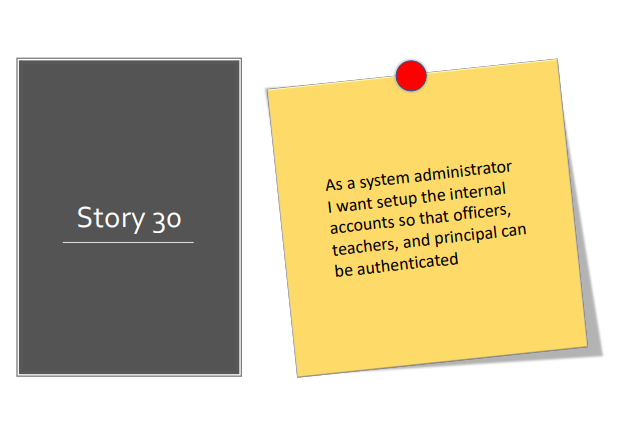 Story 30
As a system administrator
I want setup the internal
accounts so that officers,
teachers, and principal can
be authenticated